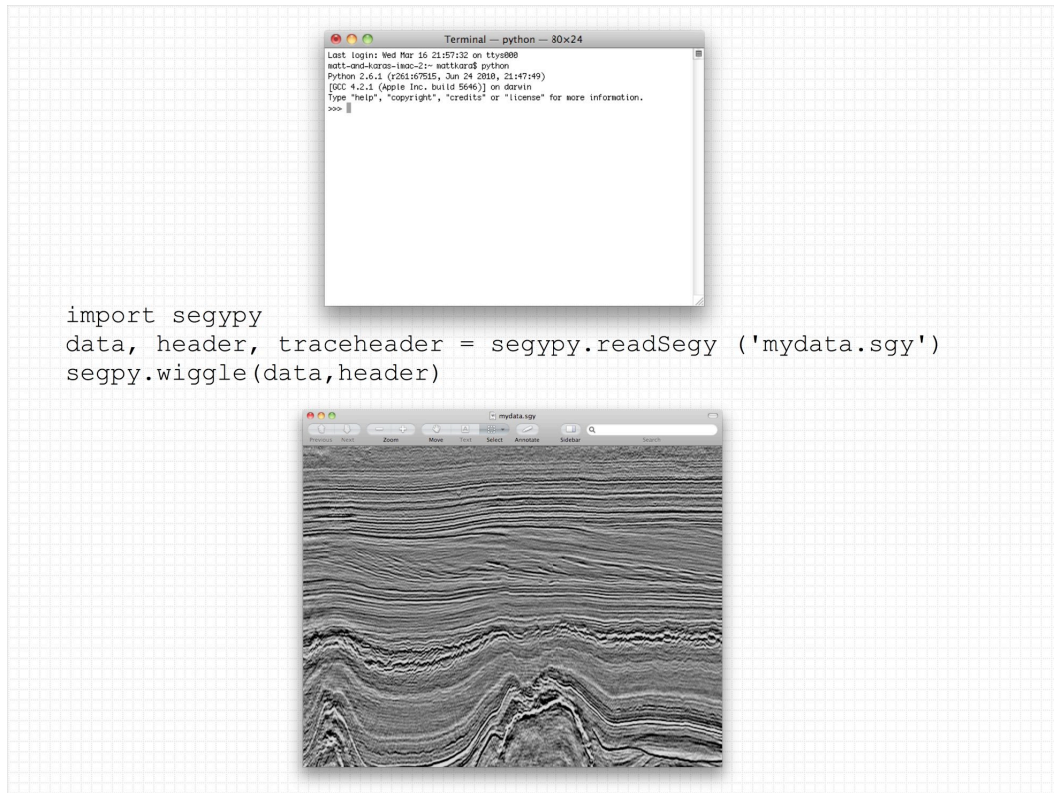 Terminal — python — 80×24
Last login: Wed Mar 16 21:57:32 on ttys000
matt-and-karas-imac-2:~ mattkara$ python
Python 2.6.1 (r261:67515, Jun 24 2010, 21:47:49)
[GCC 4.2.1 (Apple Inc. build 5646)] on darwin
Type "help", "copyright", "credits" or "license" for more information.
>>>
import segypy
data, header, traceheader = segypy.readSegy ('mydata.sgy')
segpy.wiggle(data,header)
mydata.sgy
Previous Next Zoom Move Text Select Annotate Sidebar Search